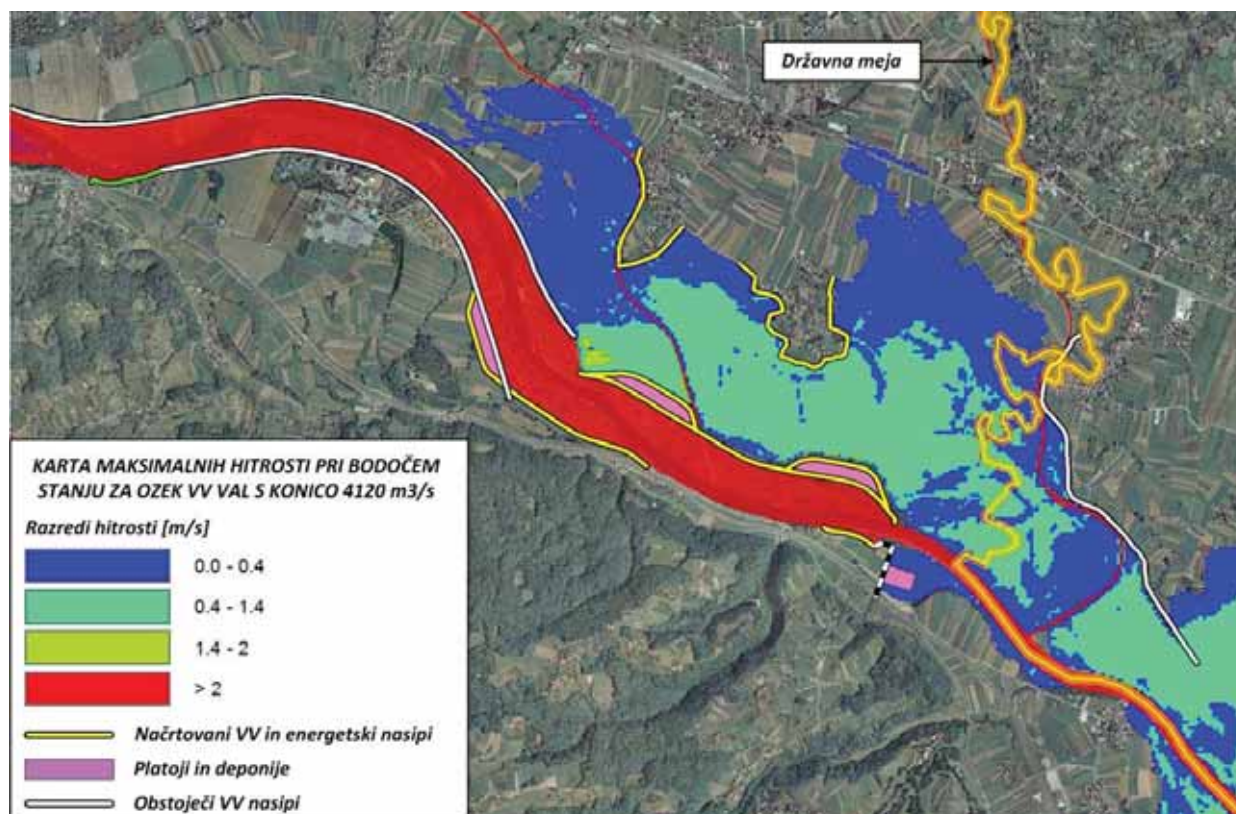 Državna meja
KARTA MAKSIMALNIH HITROSTI PRI BODOČEM
STANJU ZA OZEK VV VAL S KONICO 4120 m3/s
Razredi hitrosti [m/s]
0.0 - 0.4
0.4 - 1.4
1.4 - 2
> 2
Načrtovani VV in energetski nasipi
Platoji in deponije
Obstoječi VV nasipi